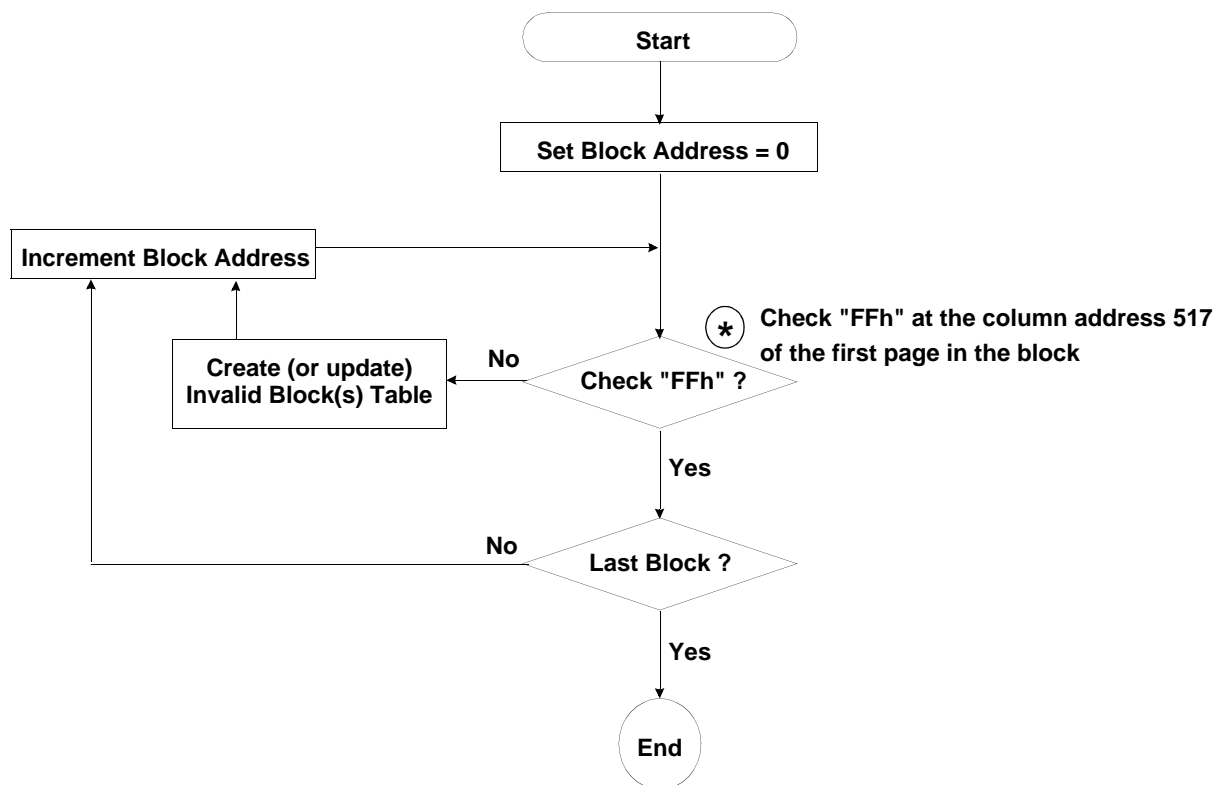 Start
Set Block Address = 0
Increment Block Address
* Check "FFh" at the column address 517
of the first page in the block
No
Create (or update)
Invalid Block(s) Table
Check "FFh" ?
Yes
No
Last Block ?
Yes
End